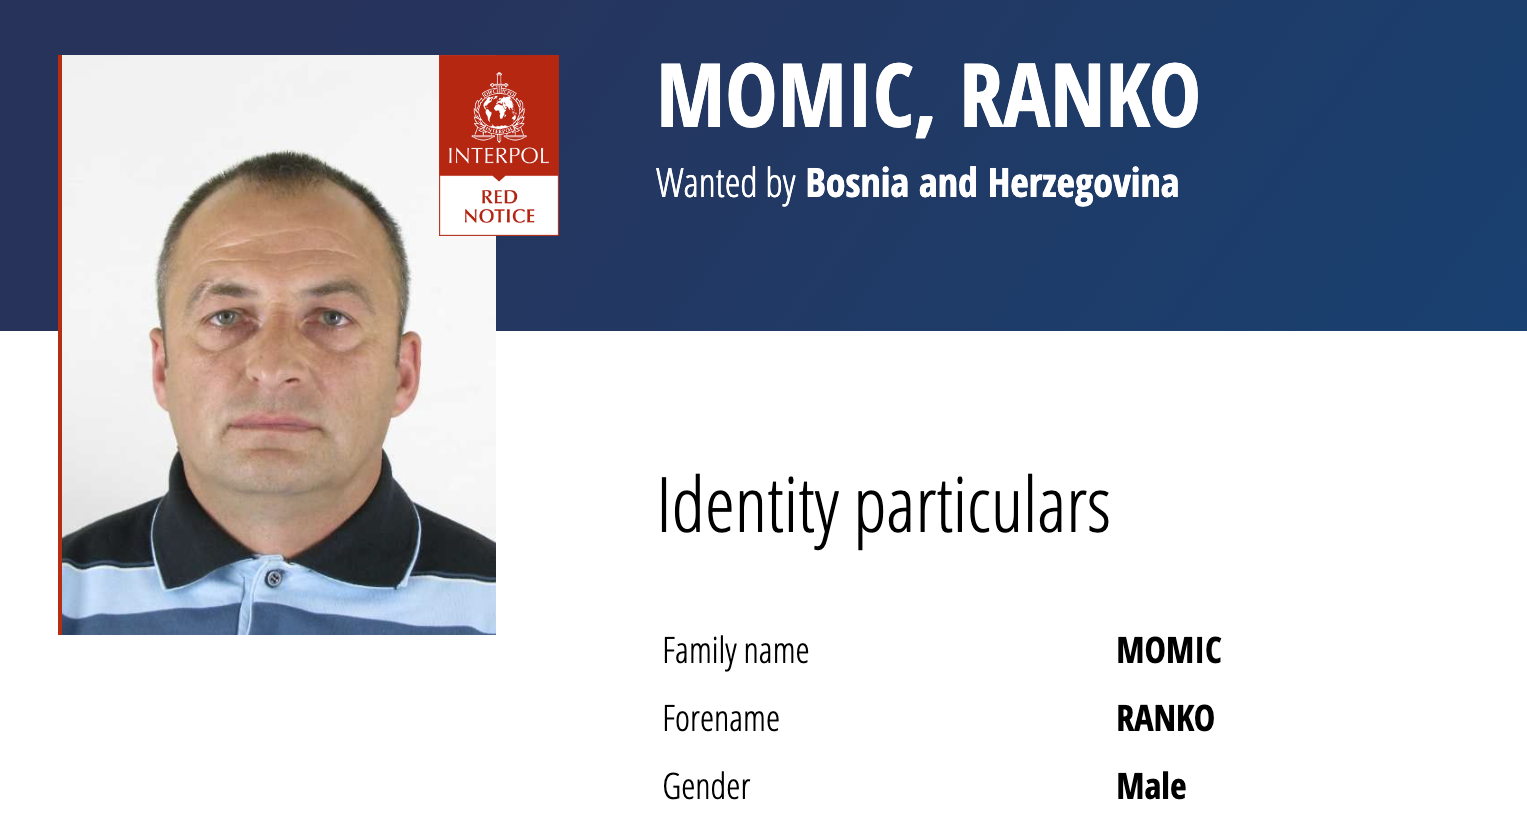 INTERPOL
RED
NOTICE
MOMIC, RANKO
Wanted by Bosnia and Herzegovina
Identity particulars
Family name MOMIC
Forename RANKO
Gender Male